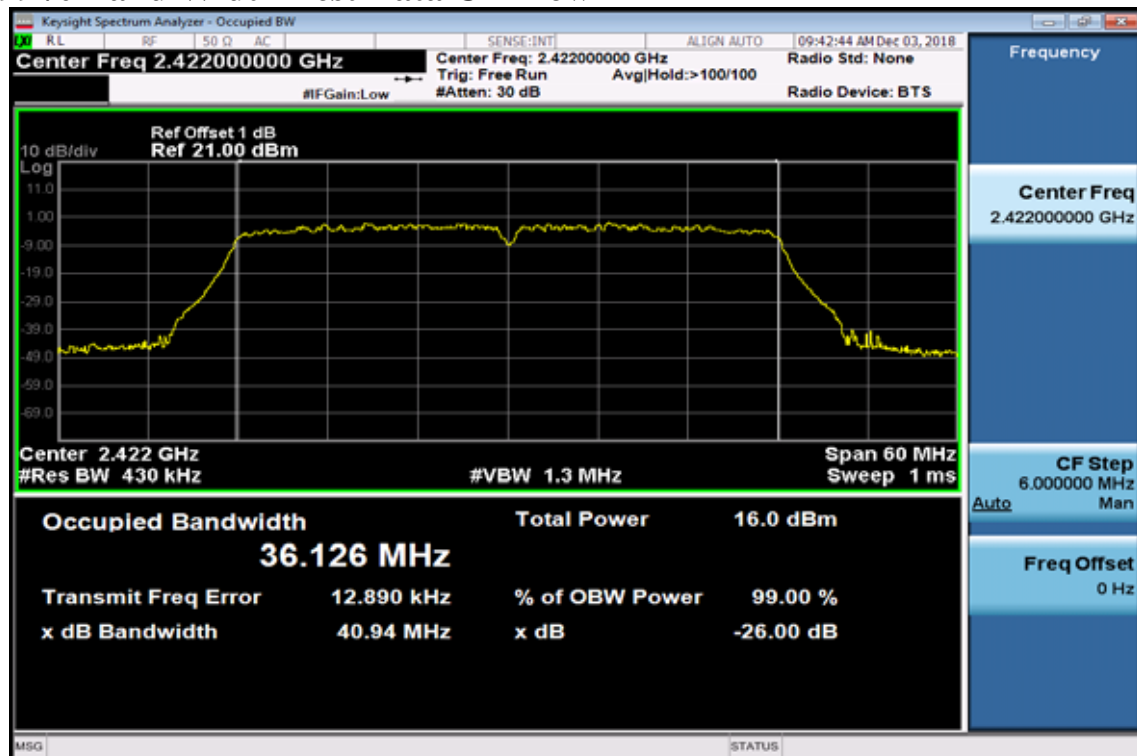 Keysight Spectrum Analyzer - Occupied BW
RL RF 50 Ω AC SENSE:INT ALIGN AUTO 09:42:44 AM Dec 03, 2018
Center Freq 2.422000000 GHz
Center Freq: 2.422000000 GHz Radio Std: None
Trig: Free Run Avg|Hold:>100/100
#IFGain:Low #Atten: 30 dB Radio Device: BTS
Ref Offset 1 dB
10 dB/div Ref 21.00 dBm
Log
11.0
1.00
-9.00
-19.0
-29.0
-39.0
-49.0
-59.0
-69.0
Center 2.422 GHz Span 60 MHz
#Res BW 430 kHz #VBW 1.3 MHz Sweep 1 ms
Occupied Bandwidth Total Power 16.0 dBm
36.126 MHz
Transmit Freq Error 12.890 kHz % of OBW Power 99.00 %
x dB Bandwidth 40.94 MHz x dB -26.00 dB
MSG STATUS
Frequency
Center Freq
2.422000000 GHz
CF Step
6.000000 MHz
Auto Man
Freq Offset
0 Hz